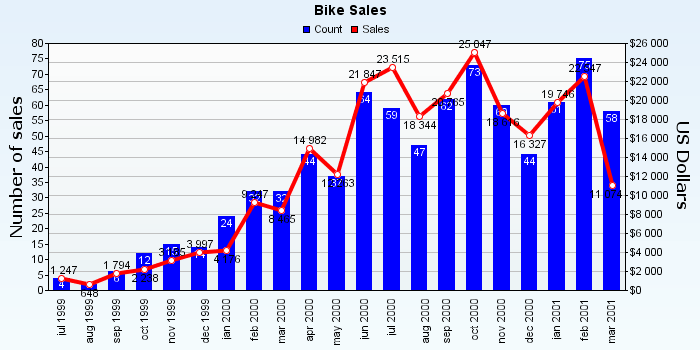 Bike Sales
Count Sales
Number of sales
US Dollars
80
75
70
65
60
55
50
45
40
35
30
25
20
15
10
5
0
$26 000
$24 000
$22 000
$20 000
$18 000
$16 000
$14 000
$12 000
$10 000
$8 000
$6 000
$4 000
$2 000
$0
1 247
648
1 794
3 997
14 982
21 847
23 515
18 344
25 047
16 327
19 746
4
8
12
24
32
32
44
37
64
59
47
62
73
44
61
75
58
jul 1999
aug 1999
sep 1999
oct 1999
nov 1999
dec 1999
jan 2000
feb 2000
mar 2000
apr 2000
may 2000
jun 2000
jul 2000
aug 2000
sep 2000
oct 2000
nov 2000
dec 2000
jan 2001
feb 2001
mar 2001